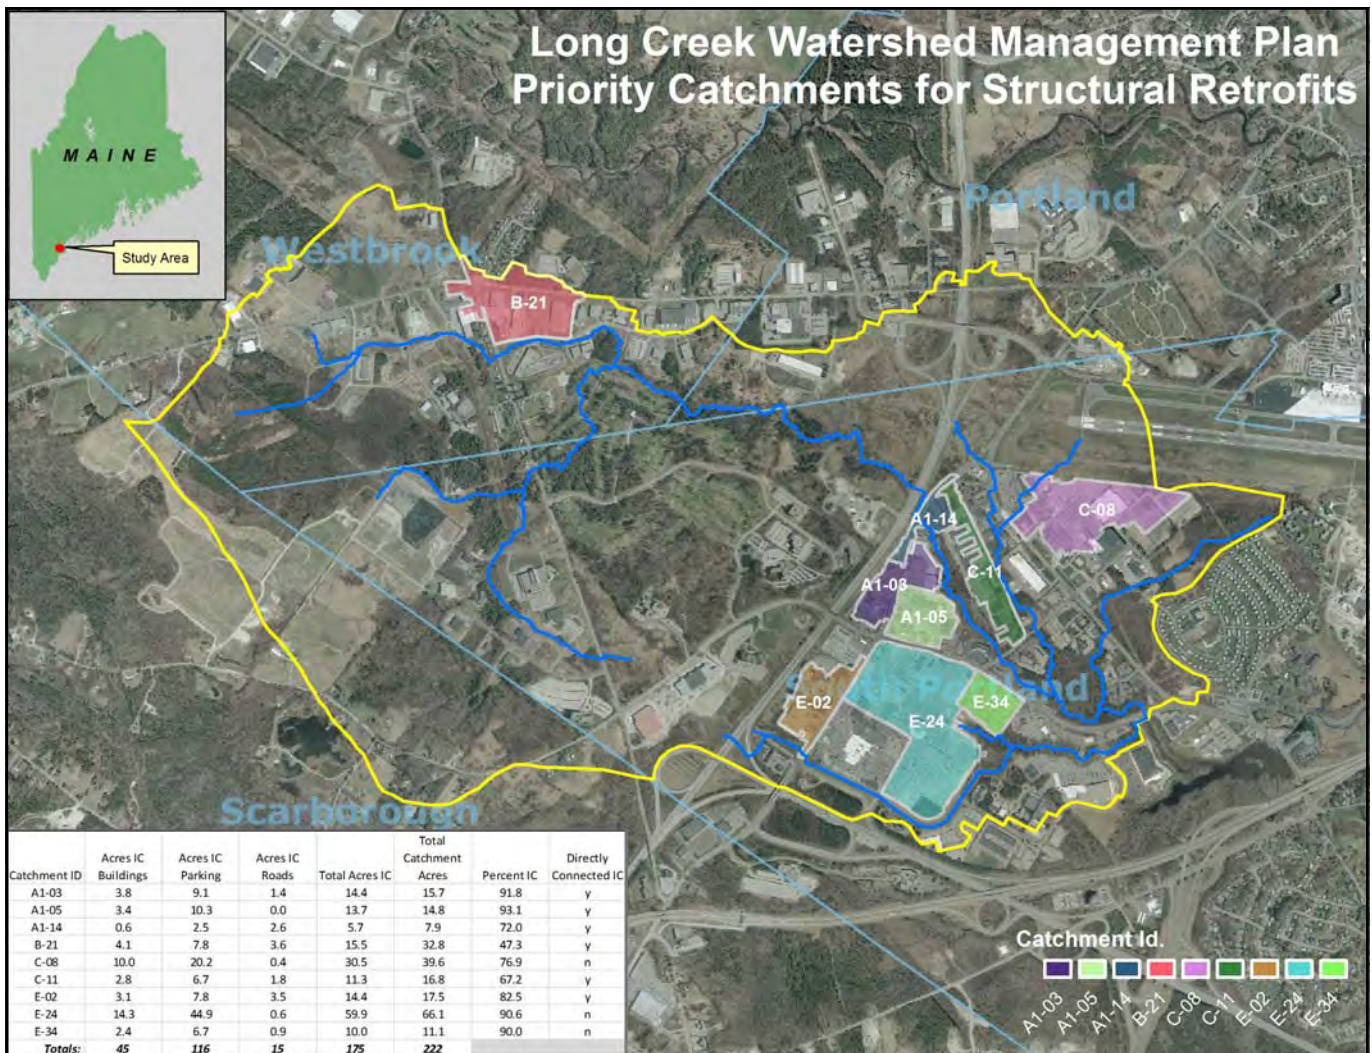 Long Creek Watershed Management Plan
Priority Catchments for Structural Retrofits
MAINE
Study Area
Westbrook
Portland
B-21
C-08
A1-14
C-11
A1-03
A1-05
South Portland
E-02
E-34
E-24
Scarborough
Catchment ID Acres IC Buildings Acres IC Parking Acres IC Roads Total Acres IC Total Catchment Acres Percent IC Directly Connected IC
A1-03 3.8 9.1 1.4 14.4 15.7 91.8 y
A1-05 3.4 10.3 0.0 13.7 14.8 93.1 y
A1-14 0.6 2.5 2.6 5.7 7.9 72.0 y
B-21 4.1 7.8 3.6 15.5 32.8 47.3 y
C-08 10.0 20.2 0.4 30.5 39.6 76.9 n
C-11 2.8 6.7 1.8 11.3 16.8 67.2 y
E-02 3.1 7.8 3.5 14.4 17.5 82.5 y
E-24 14.3 44.9 0.6 59.9 66.1 90.6 n
E-34 2.4 6.7 0.9 10.0 11.1 90.0 n
Totals: 45 116 15 175 222
Catchment Id.
A1-03 A1-05 A1-14 B-21 C-08 C-11 E-02 E-24 E-34